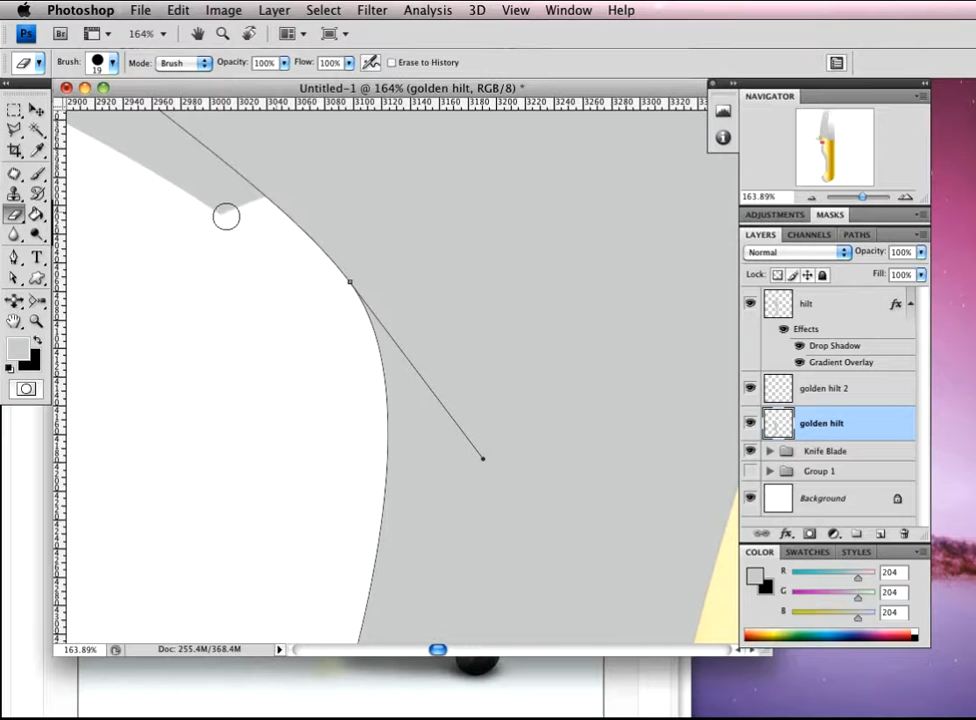 Photoshop File Edit Image Layer Select Filter Analysis 3D View Window Help
Ps Br 164%
Brush: 19 Mode: Brush Opacity: 100% Flow: 100% Erase to History
Untitled-1 @ 164% (golden hilt, RGB/8) *
2900 2920 2940 2960 2980 3000 3020 3040 3060 3080 3100 3120 3140 3160 3180 3200 3220 3240 3260 3280 3300 3320
NAVIGATOR
163.89%
ADJUSTMENTS MASKS
LAYERS CHANNELS PATHS
Normal Opacity: 100%
Lock: Fill: 100%
hilt fx
Effects
Drop Shadow
Gradient Overlay
golden hilt 2
golden hilt
Knife Blade
Group 1
Background
fx.
COLOR SWATCHES STYLES
R 204
G 204
B 204
163.89% Doc: 255.4M/368.4M